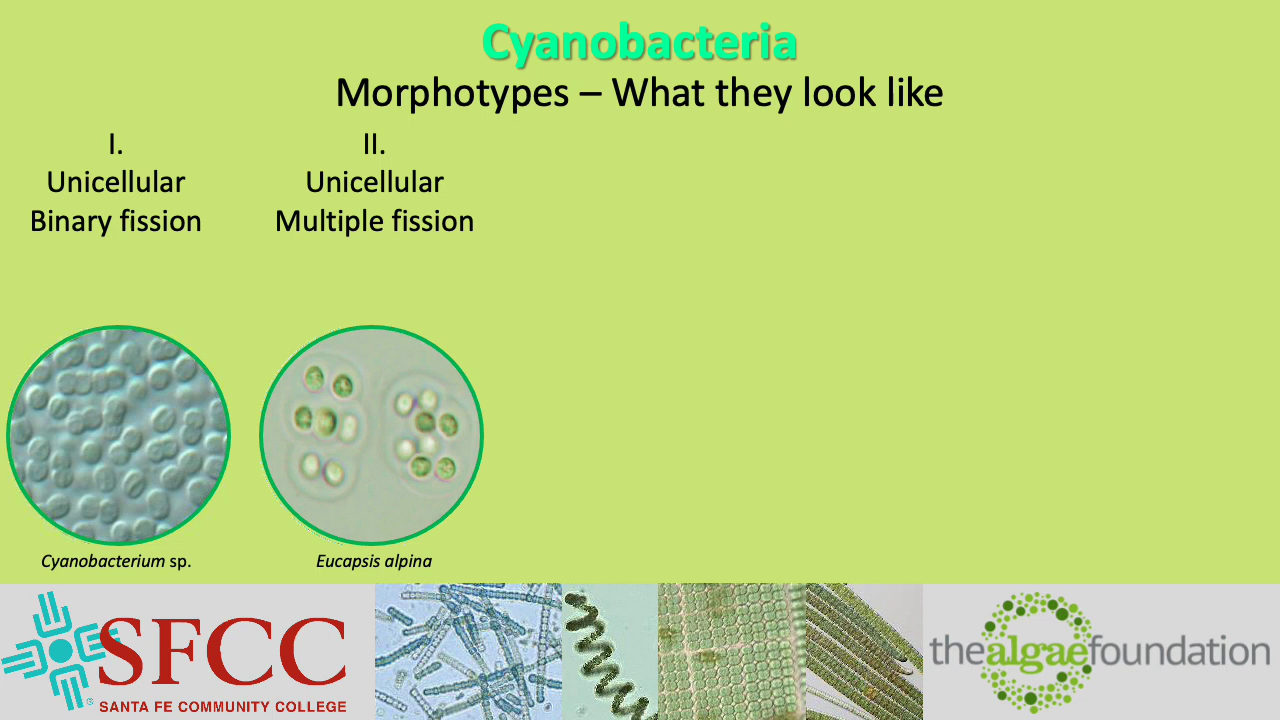 Cyanobacteria
Morphotypes – What they look like
I.
Unicellular
Binary fission
II.
Unicellular
Multiple fission
Cyanobacterium sp.
Eucapsis alpina
SFCC
®
SANTA FE COMMUNITY COLLEGE
thealgaefoundation